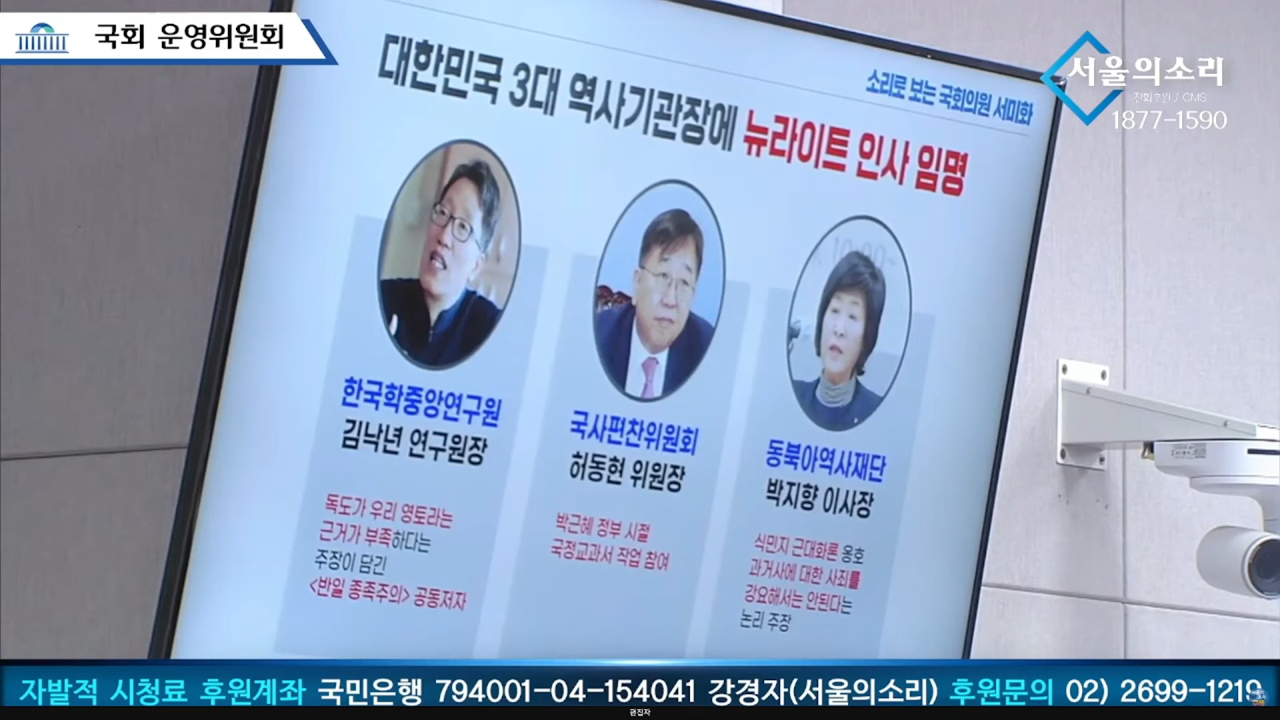 국회 운영위원회
서울의소리
전화후원 / CMS
1877-1590
소리로 보는 국회의원 서미화
대한민국 3대 역사기관장에 뉴라이트 인사 임명
한국학중앙연구원
김낙년 연구원장
독도가 우리 영토라는
근거가 부족하다는
주장이 담긴
<반일 종족주의> 공동저자
국사편찬위원회
허동현 위원장
박근혜 정부 시절
국정교과서 작업 참여
동북아역사재단
박지향 이사장
식민지 근대화론 옹호
과거사에 대한 사죄를
강요해서는 안된다는
논리 주장
자발적 시청료 후원계좌 국민은행 794001-04-154041 강경자(서울의소리) 후원문의 02) 2699-1219
편집자